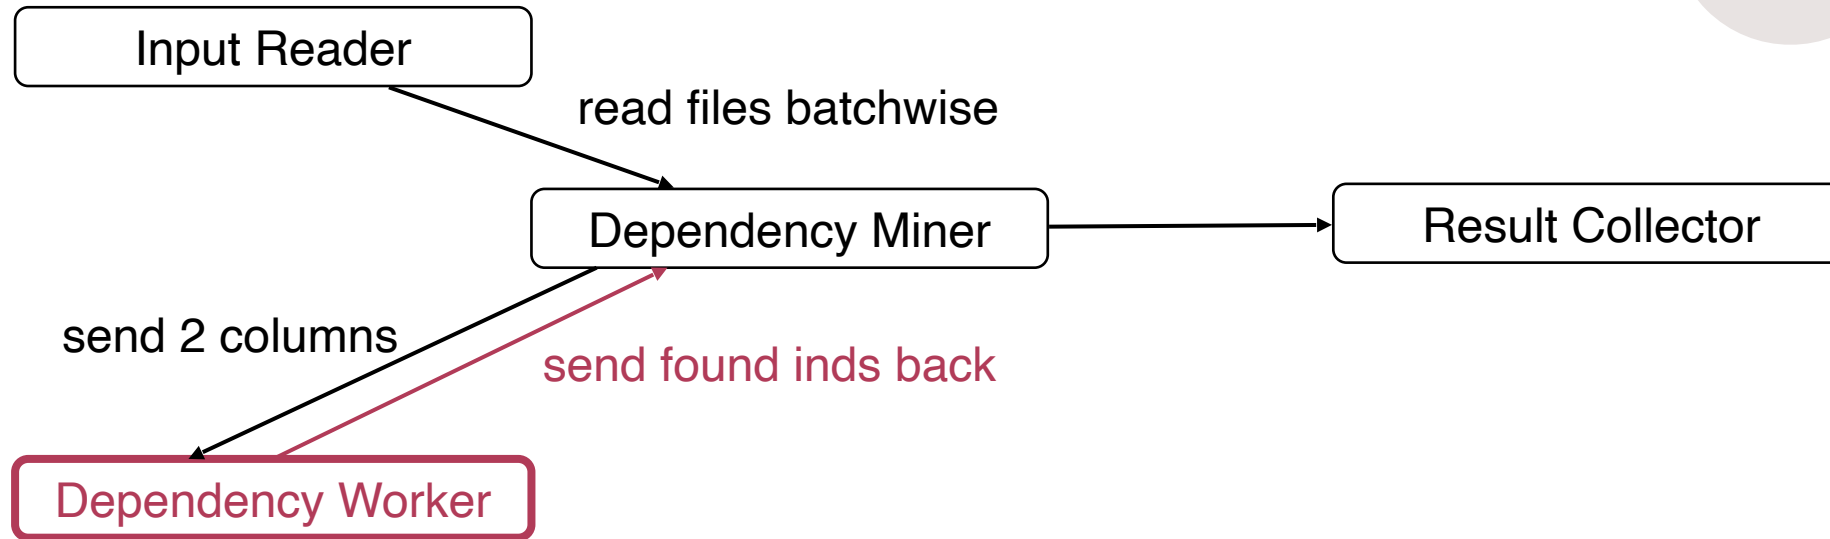 Input Reader
read files batchwise
Dependency Miner
Result Collector
send 2 columns
send found inds back
Dependency Worker